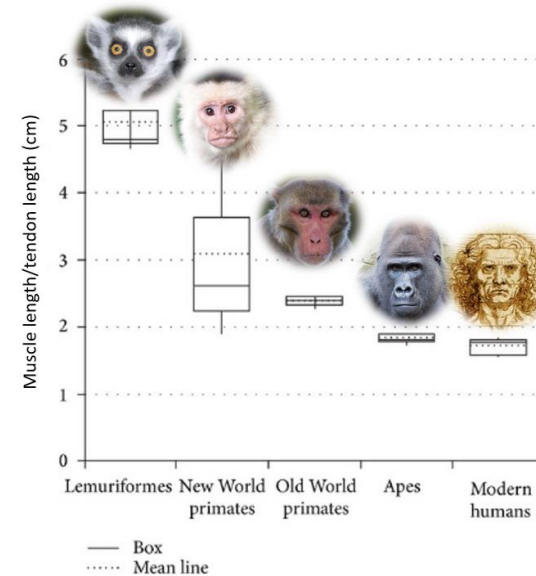 Muscle length/tendon length (cm)
6
5
4
3
2
1
0
Lemuriformes
New World
primates
Old World
primates
Apes
Modern
humans
Box
Mean line